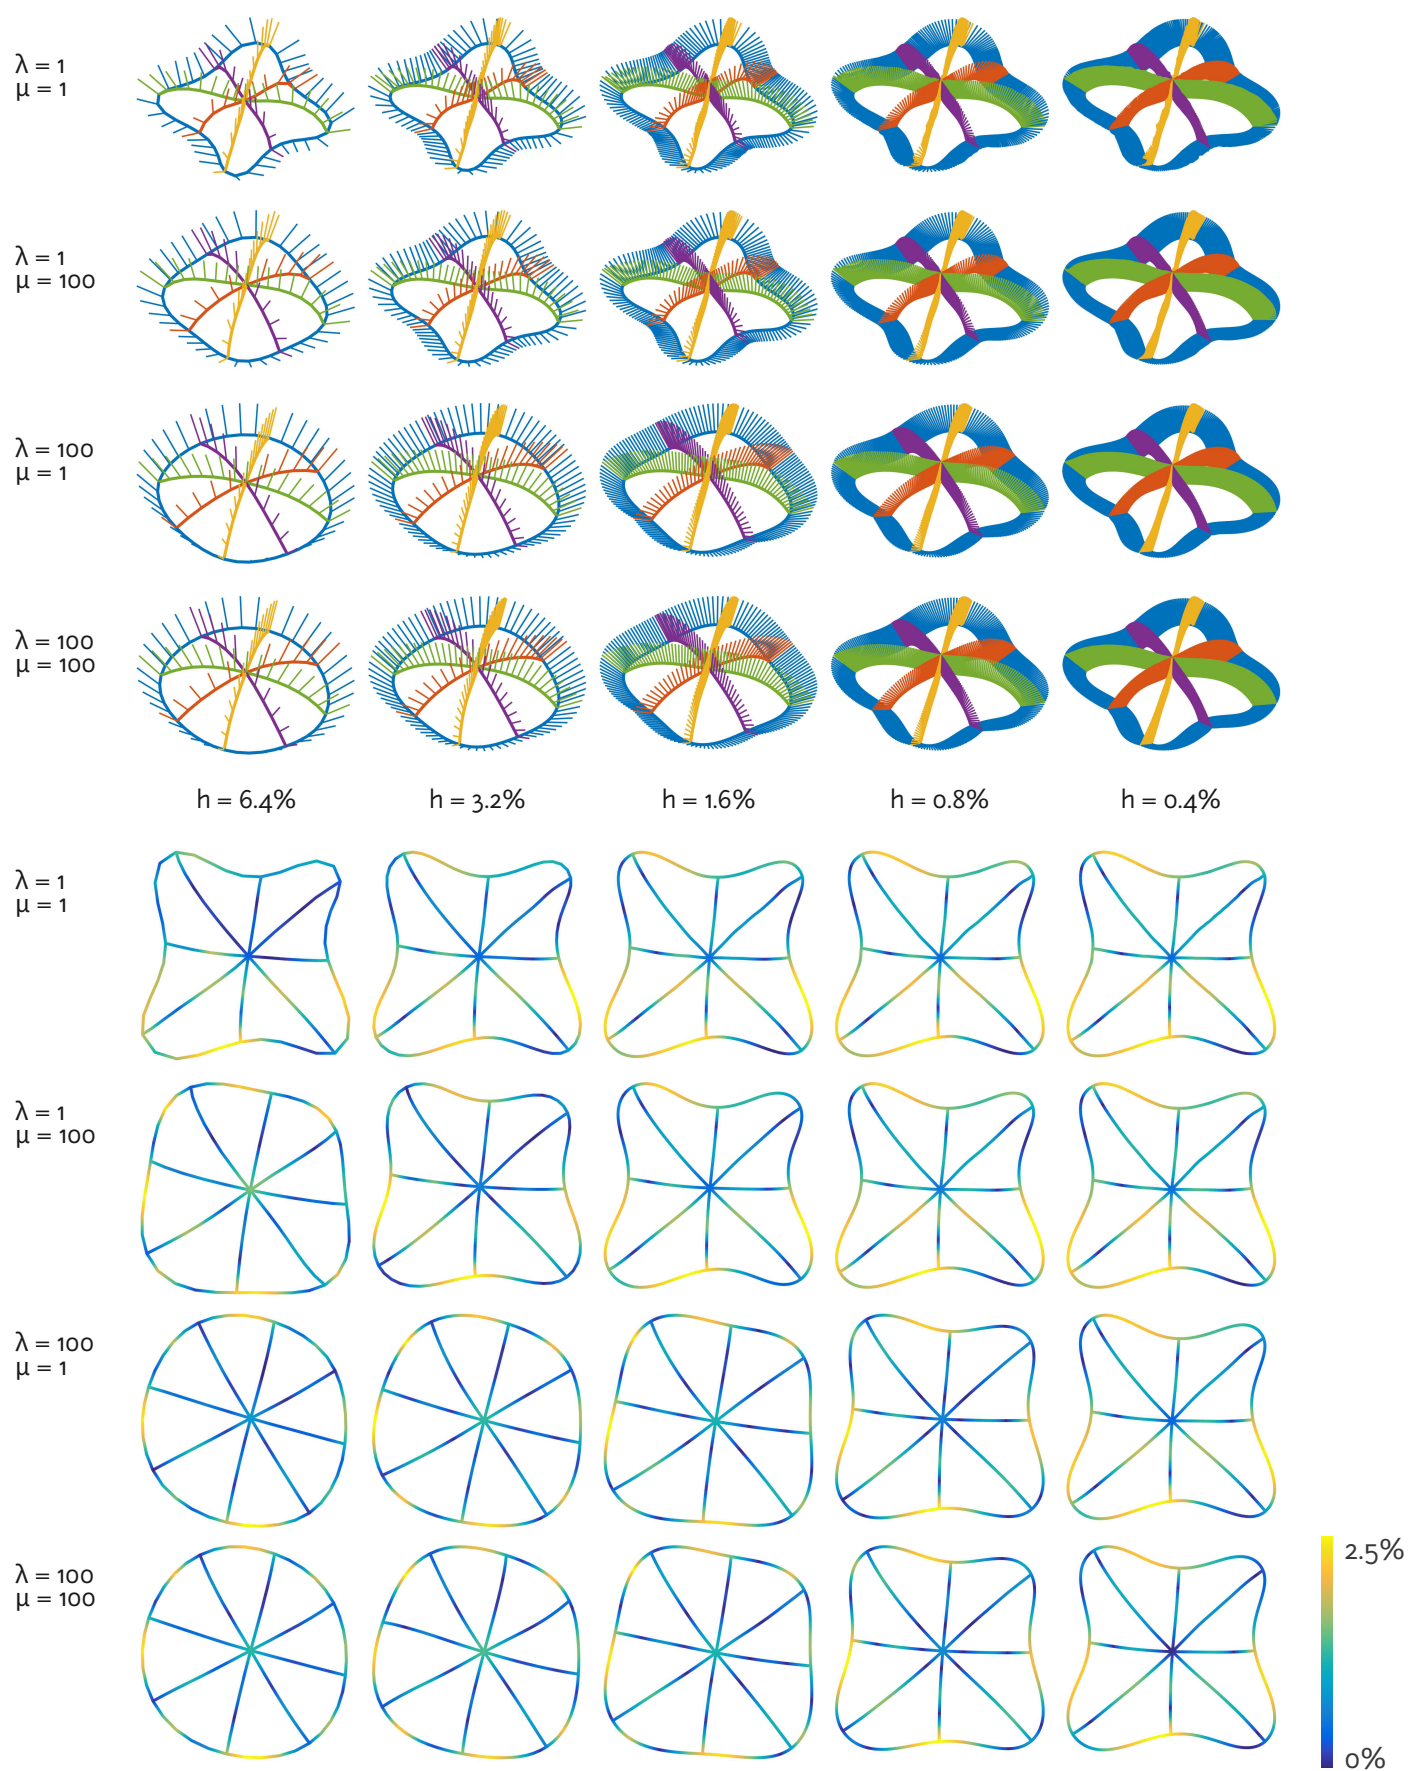 λ = 1
μ = 1
λ = 1
μ = 100
λ = 100
μ = 1
λ = 100
μ = 100
h = 6.4% h = 3.2% h = 1.6% h = 0.8% h = 0.4%
λ = 1
μ = 1
λ = 1
μ = 100
λ = 100
μ = 1
λ = 100
μ = 100
2.5%
0%